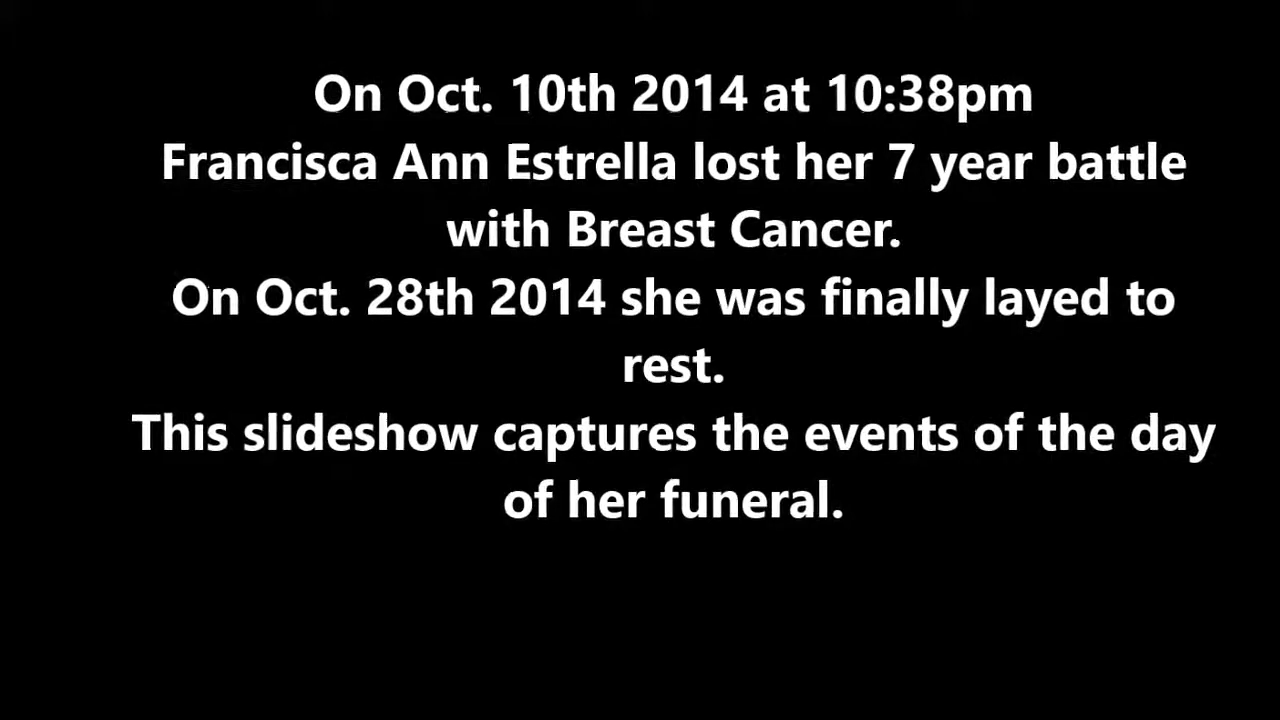 On Oct. 10th 2014 at 10:38pm
Francisca Ann Estrella lost her 7 year battle
with Breast Cancer.
On Oct. 28th 2014 she was finally layed to
rest.
This slideshow captures the events of the day
of her funeral.